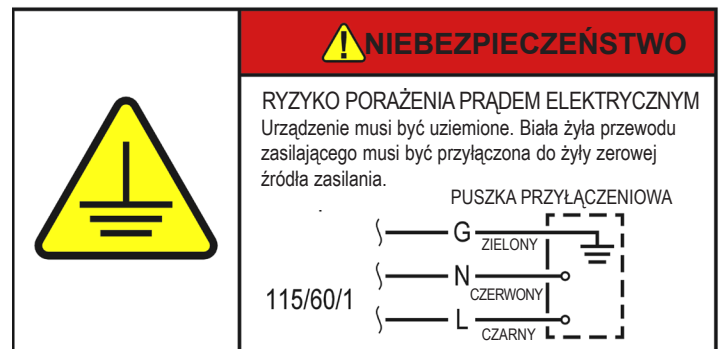 NIEBEZPIECZEŃSTWO
RYZYKO PORAŻENIA PRĄDEM ELEKTRYCZNYM
Urządzenie musi być uziemione. Biała żyła przewodu
zasilającego musi być przyłączona do żyły zerowej
źródła zasilania.
PUSZKA PRZYŁĄCZENIOWA
G
ZIELONY
N
CZERWONY
115/60/1
L
CZARNY